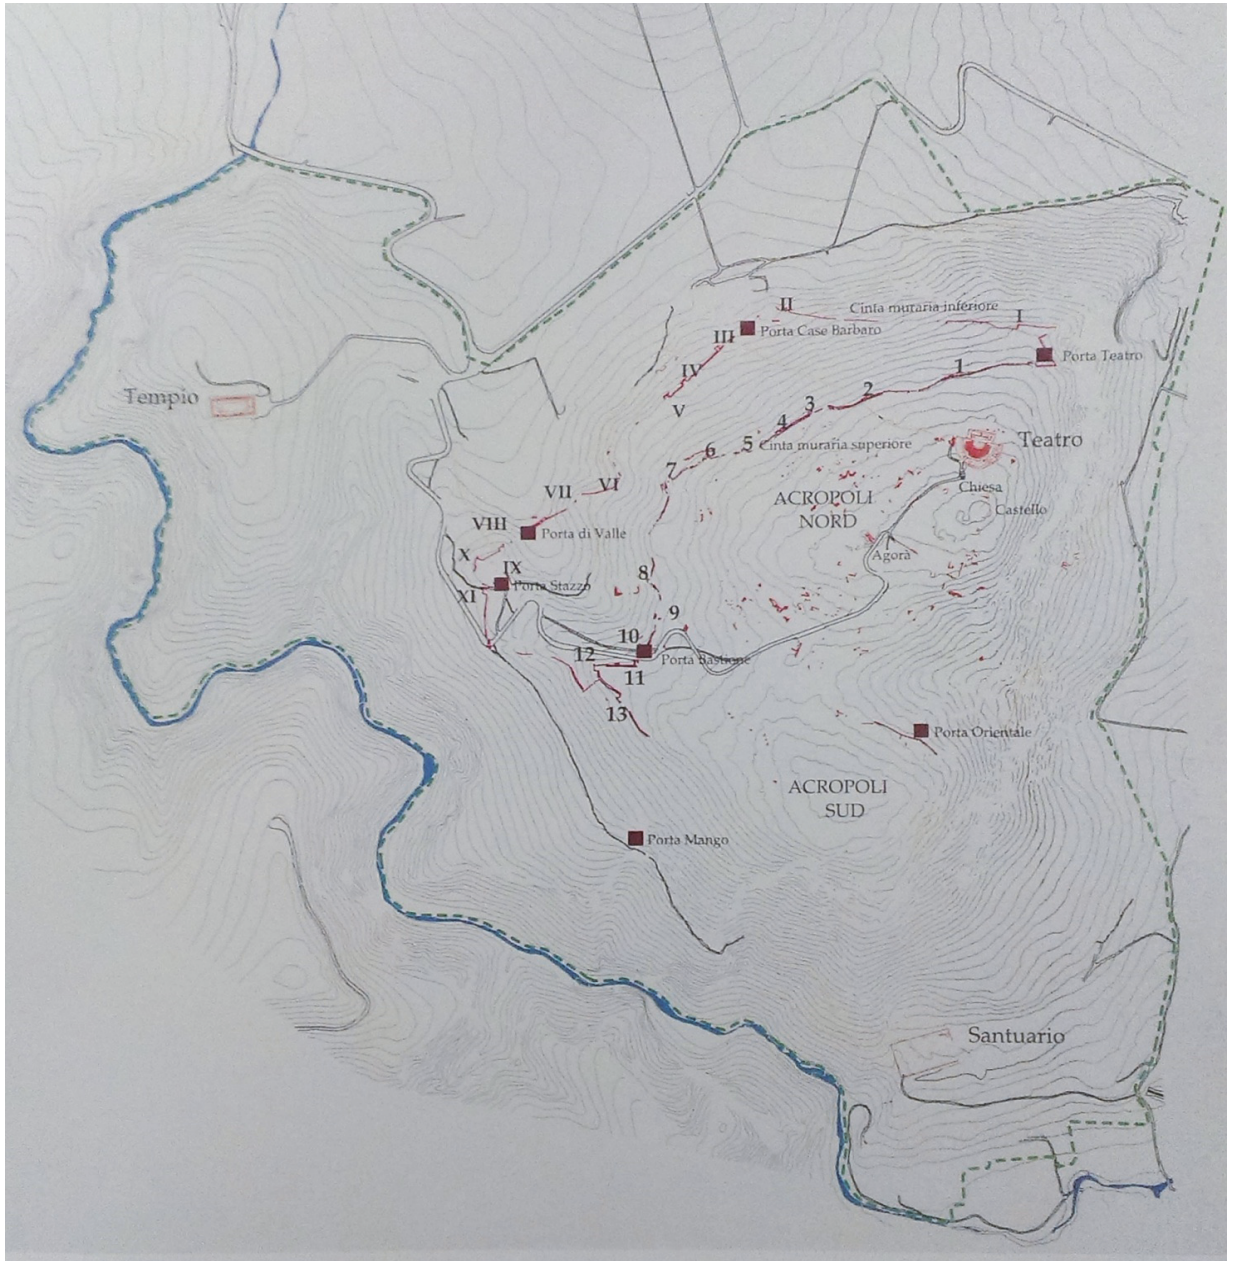 II
Cinta muraria inferiore
I
III
Porta Case Barbaro
Porta Teatro
IV
1
V
2
3
4
Tempio
5
Cinta muraria superiore
Teatro
6
7
VII
VI
ACROPOLI
NORD
Chiesa
Castello
VIII
Porta di Valle
Agorà
X
IX
Porta Stazzo
XI
8
9
10
Porta Bastione
12
11
13
Porta Orientale
ACROPOLI
SUD
Porta Mango
Santuario